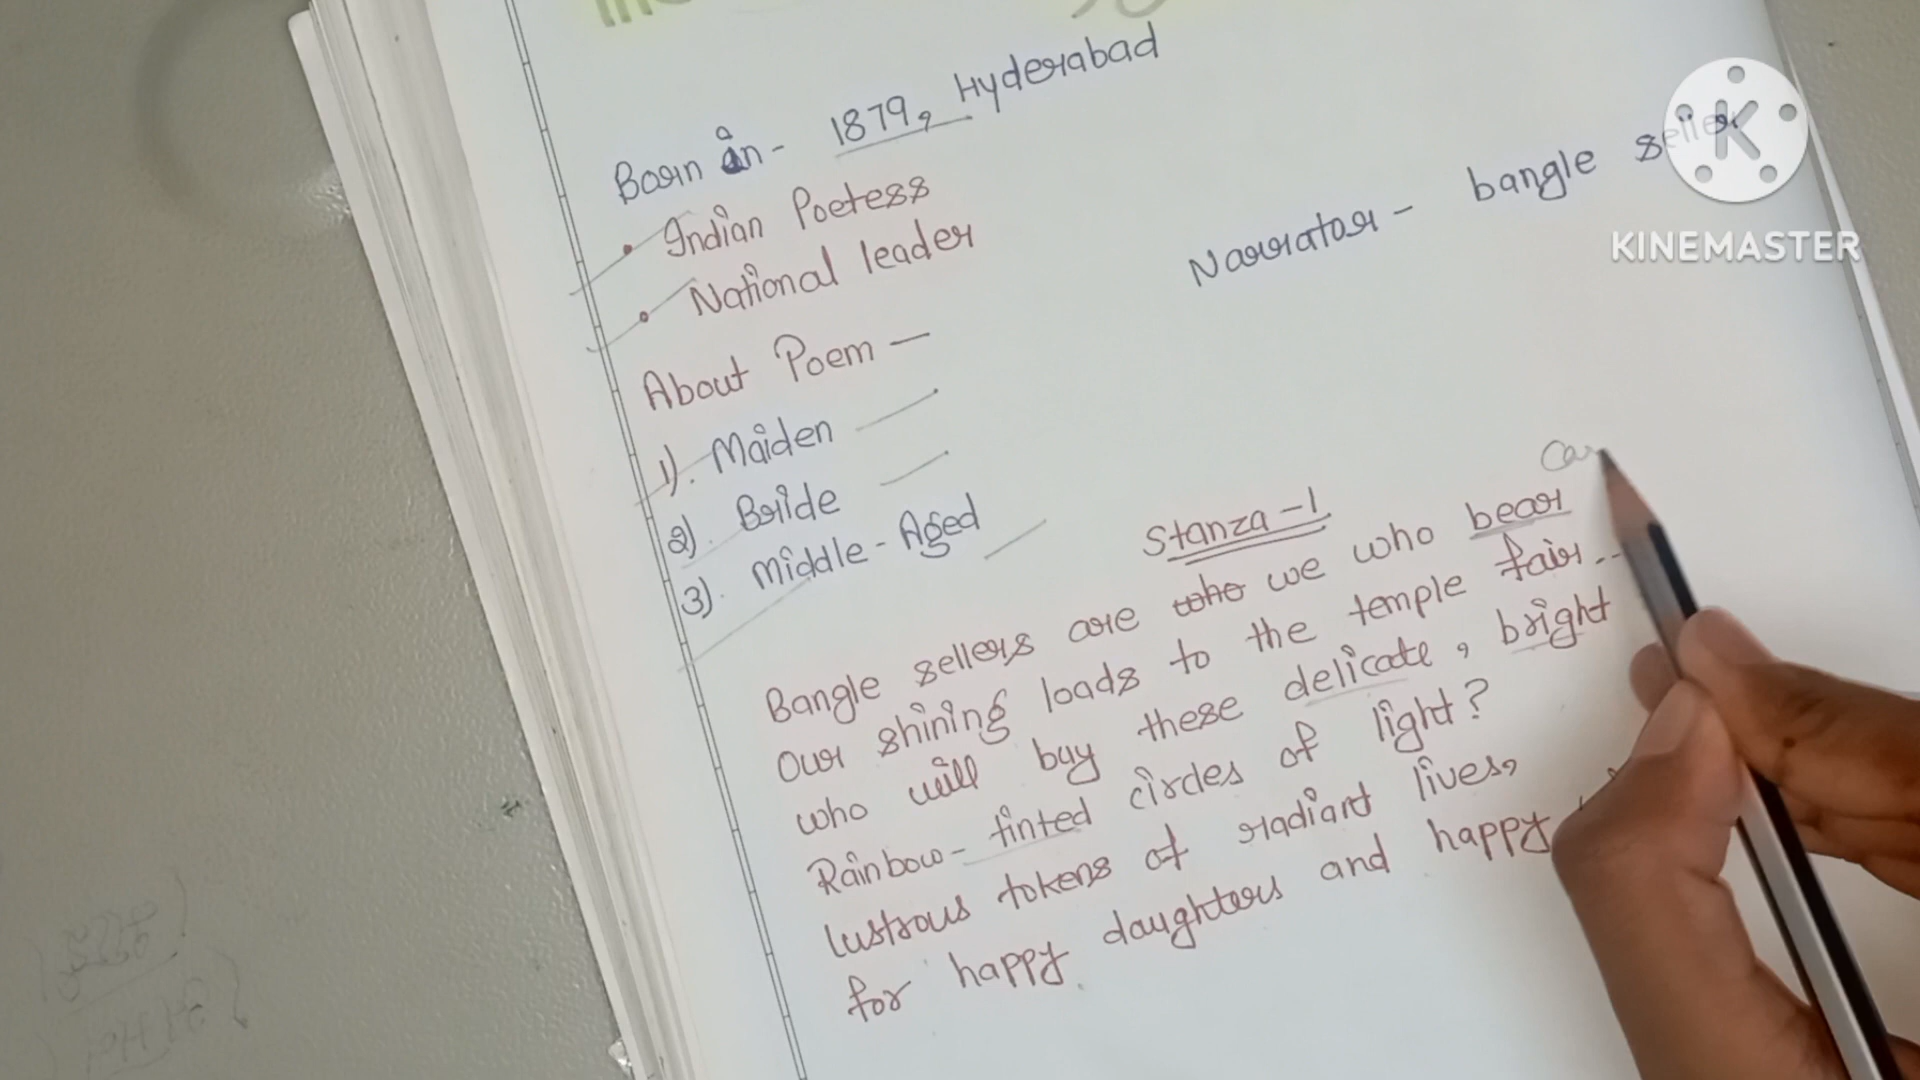 Born in - 1879, Hyderabad
• Indian Poetess
• National leader
Narrator - bangle seller
KINEMASTER
About Poem —
1). Maiden
2). Bride
3). Middle - Aged
Stanza - 1
Bangle sellers are who we who bear
Our shining loads to the temple fair..
who will buy these delicate, bright
Rainbow - tinted circles of light?
lustrous tokens of radiant lives,
for happy daughters and happy